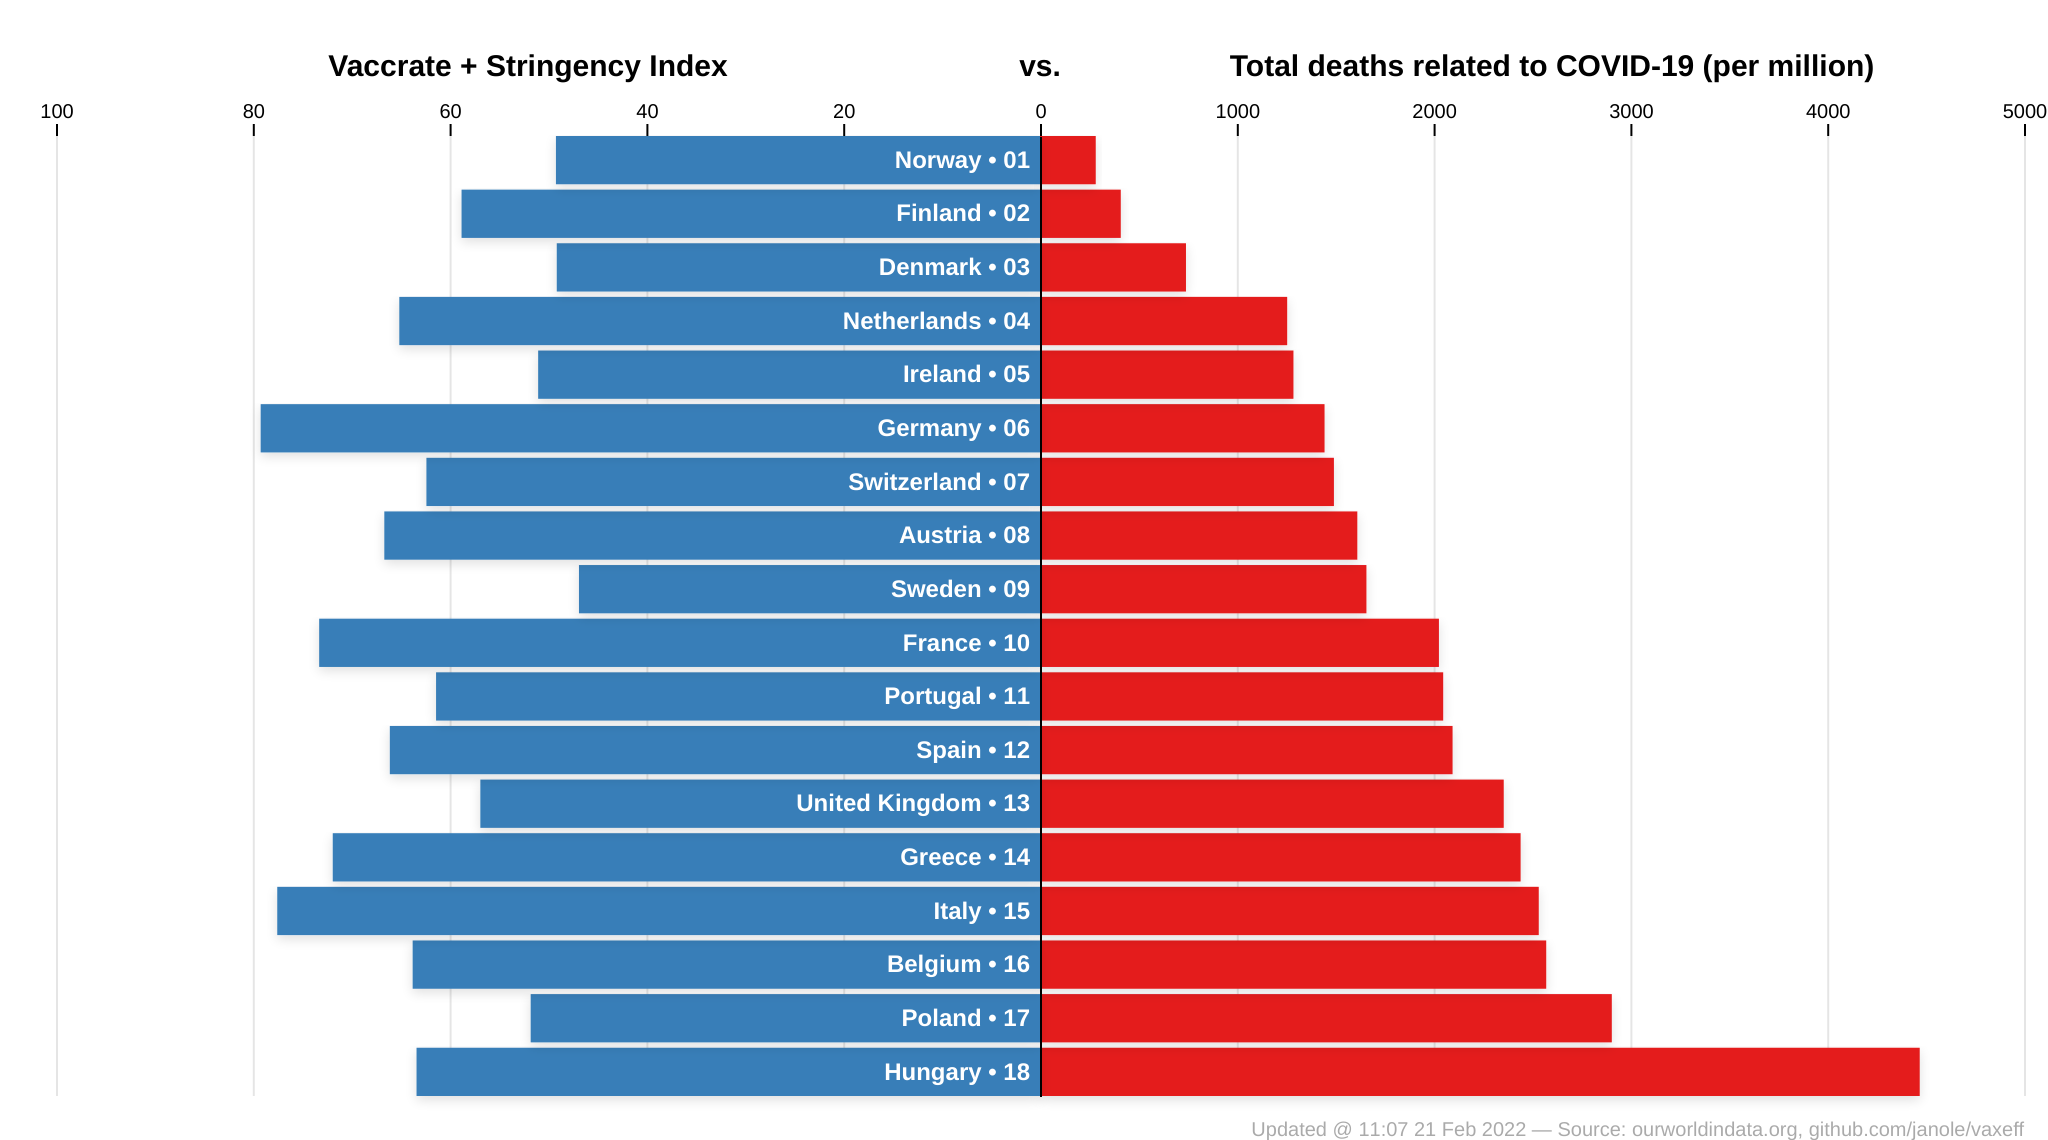 Vaccrate + Stringency Index vs. Total deaths related to COVID-19 (per million)
100 80 60 40 20 0 1000 2000 3000 4000 5000
Norway • 01
Finland • 02
Denmark • 03
Netherlands • 04
Ireland • 05
Germany • 06
Switzerland • 07
Austria • 08
Sweden • 09
France • 10
Portugal • 11
Spain • 12
United Kingdom • 13
Greece • 14
Italy • 15
Belgium • 16
Poland • 17
Hungary • 18
Updated @ 11:07 21 Feb 2022 — Source: ourworldindata.org, github.com/janole/vaxeff